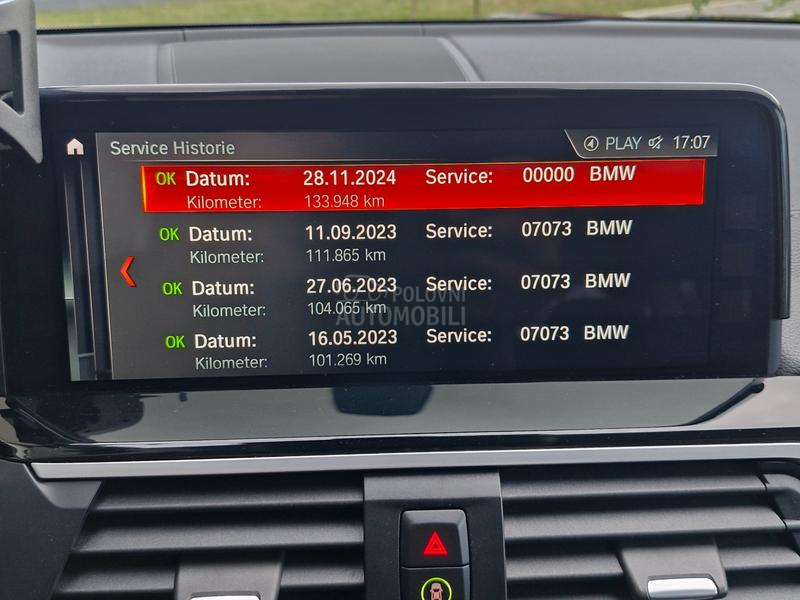 Service Historie PLAY 17:07
OK Datum: 28.11.2024 Service: 00000 BMW
Kilometer: 133.948 km
OK Datum: 11.09.2023 Service: 07073 BMW
Kilometer: 111.865 km
OK Datum: 27.06.2023 Service: 07073 BMW
Kilometer: 104.065 km
POLOVNI
AUTOMOBILI
OK Datum: 16.05.2023 Service: 07073 BMW
Kilometer: 101.269 km